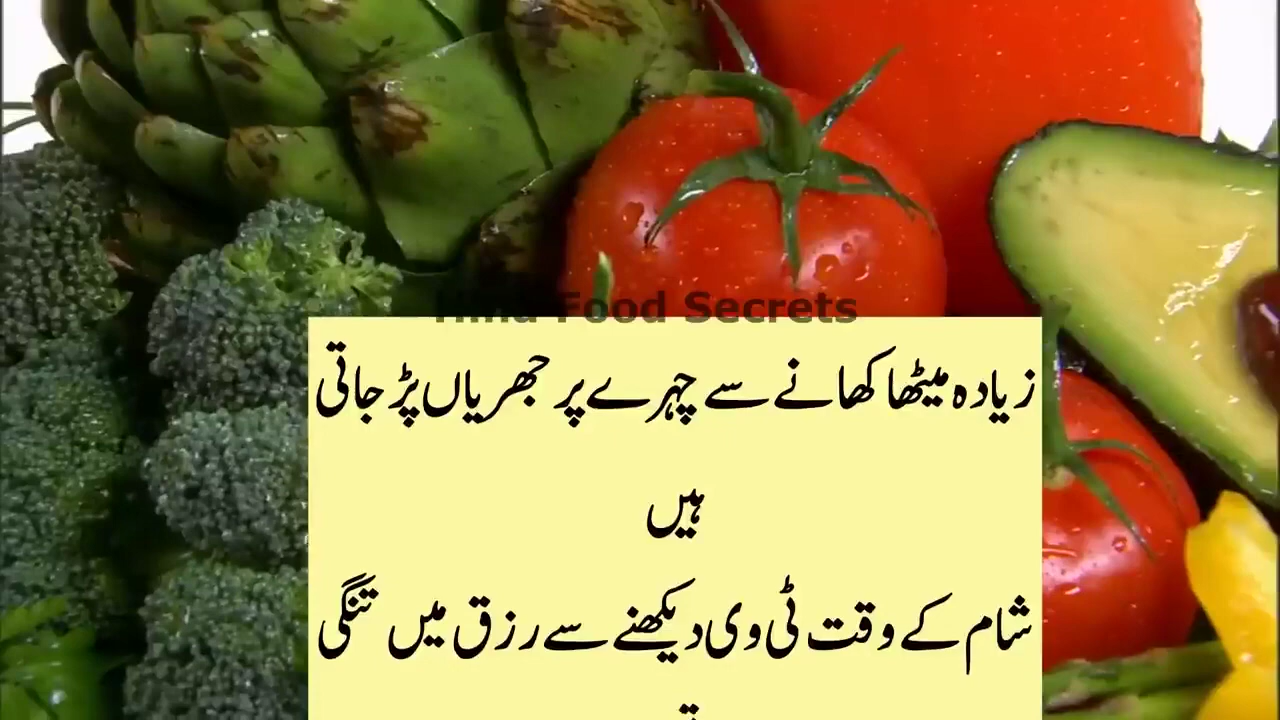 Hina Food Secrets
زیادہ میٹھا کھانے سے چہرے پر جھریاں پڑ جاتی
ہیں
شام کے وقت ٹی وی دیکھنے سے رزق میں تنگی